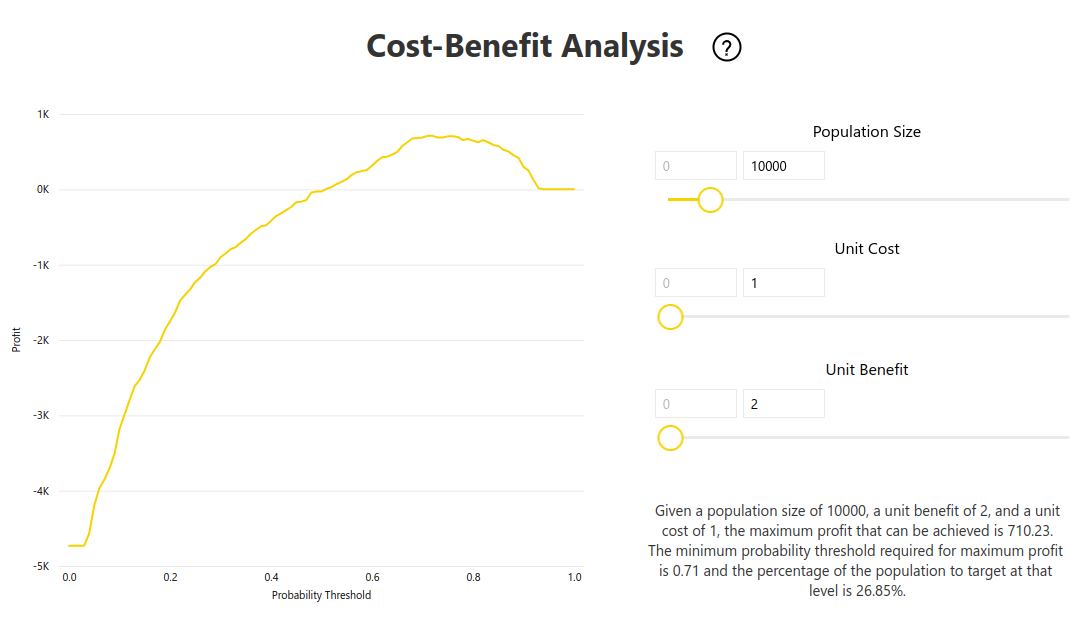 Cost-Benefit Analysis ?
1K
0K
-1K
-2K
-3K
-4K
-5K
Profit
0.0 0.2 0.4 0.6 0.8 1.0
Probability Threshold
Population Size
0 10000
Unit Cost
0 1
Unit Benefit
0 2
Given a population size of 10000, a unit benefit of 2, and a unit
cost of 1, the maximum profit that can be achieved is 710.23.
The minimum probability threshold required for maximum profit
is 0.71 and the percentage of the population to target at that
level is 26.85%.